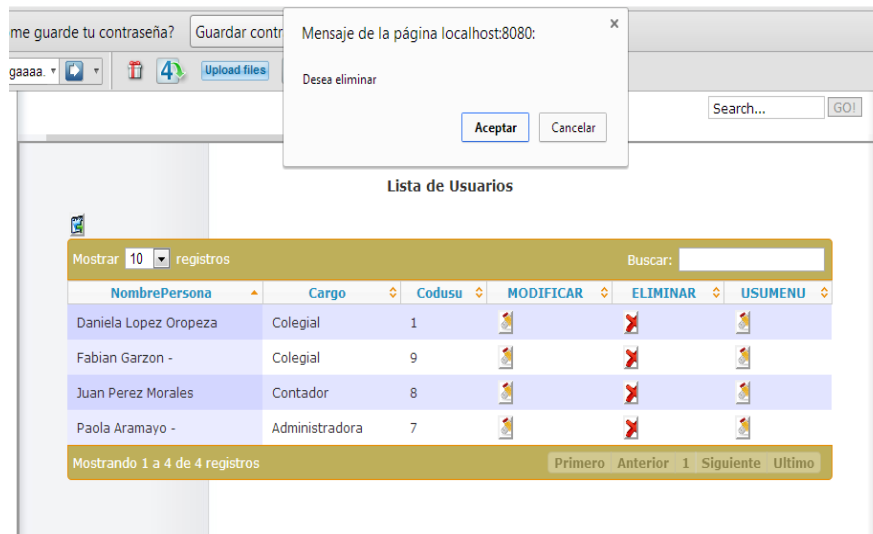 me guarde tu contraseña? Guardar contr
Mensaje de la página localhost:8080:
x
Desea eliminar
Aceptar Cancelar
gaaaa. 4 Upload files
Search... GO!
Lista de Usuarios
Mostrar 10 registros Buscar:
NombrePersona Cargo Codusu MODIFICAR ELIMINAR USUMENU
Daniela Lopez Oropeza Colegial 1
Fabian Garzon - Colegial 9
Juan Perez Morales Contador 8
Paola Aramayo - Administradora 7
Mostrando 1 a 4 de 4 registros Primero Anterior 1 Siguiente Ultimo